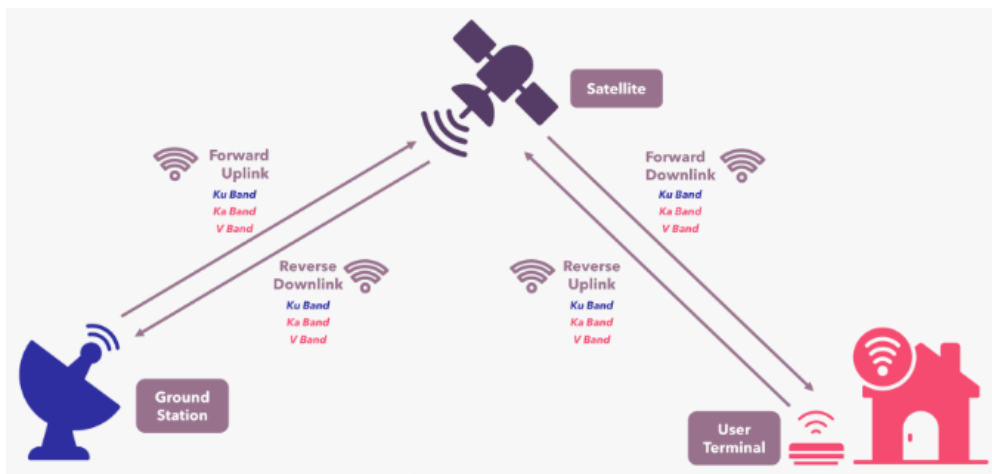 Satellite
Forward
Uplink
Ku Band
Ka Band
V Band
Forward
Downlink
Ku Band
Ka Band
V Band
Reverse
Downlink
Ku Band
Ka Band
V Band
Reverse
Uplink
Ku Band
Ka Band
V Band
Ground
Station
User
Terminal